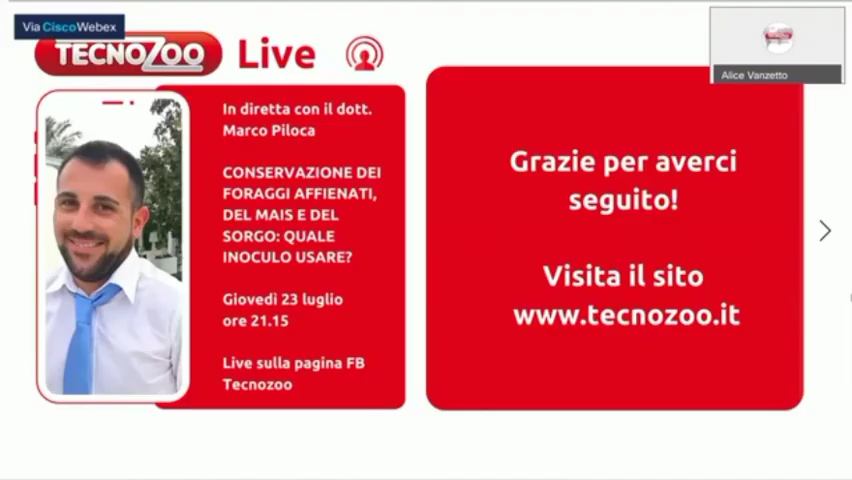 Via Cisco Webex
TECNOZOO Live
Alice Vanzetto
In diretta con il dott.
Marco Piloca
CONSERVAZIONE DEI
FORAGGI AFFIENATI,
DEL MAIS E DEL
SORGO: QUALE
INOCULO USARE?
Giovedì 23 luglio
ore 21.15
Live sulla pagina FB
Tecnozoo
Grazie per averci
seguito!
Visita il sito
www.tecnozoo.it